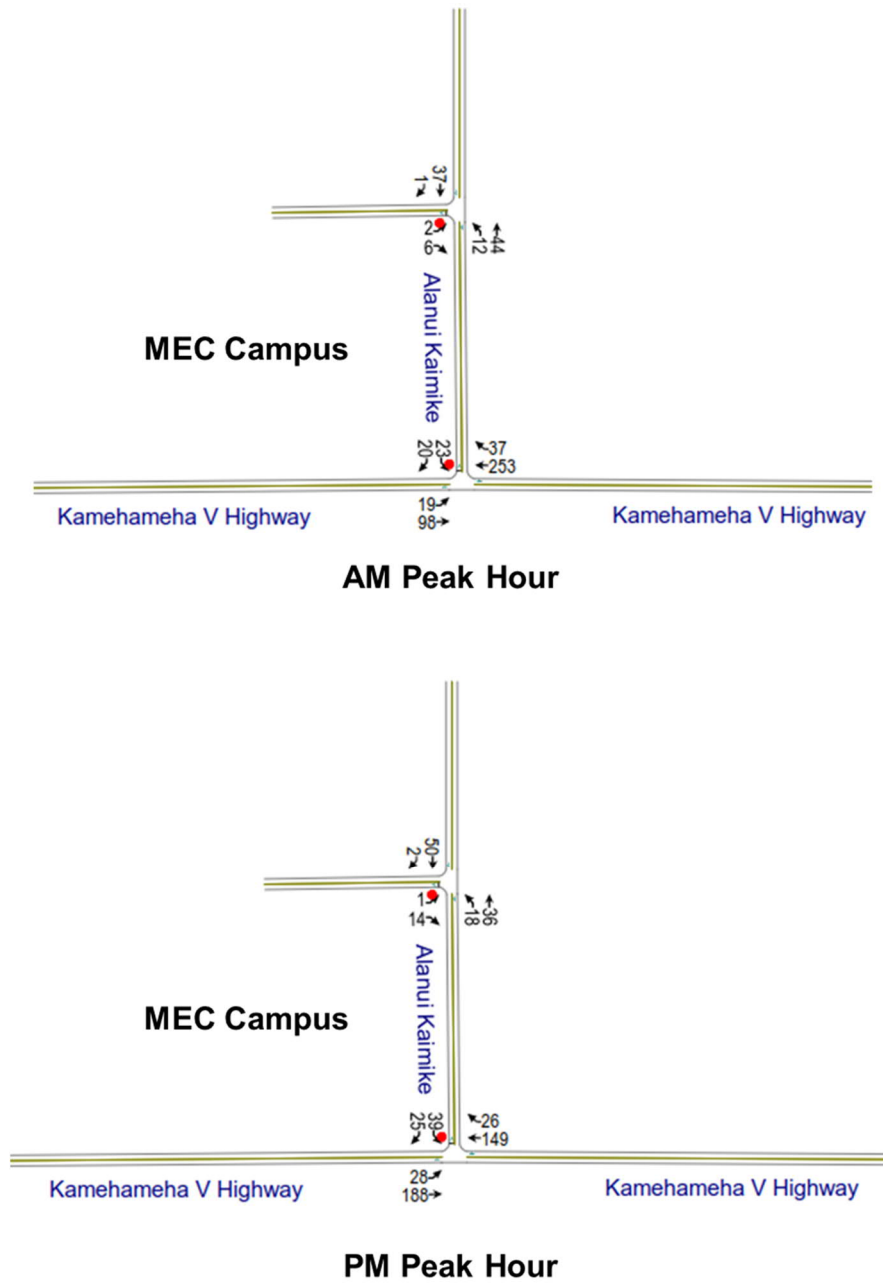 37
1
2
6
12
44
Alanui Kaimike
MEC Campus
23
20
37
253
19
98
Kamehameha V Highway
Kamehameha V Highway
AM Peak Hour
50
2
1
14
18
36
Alanui Kaimike
MEC Campus
39
25
26
149
28
188
Kamehameha V Highway
Kamehameha V Highway
PM Peak Hour